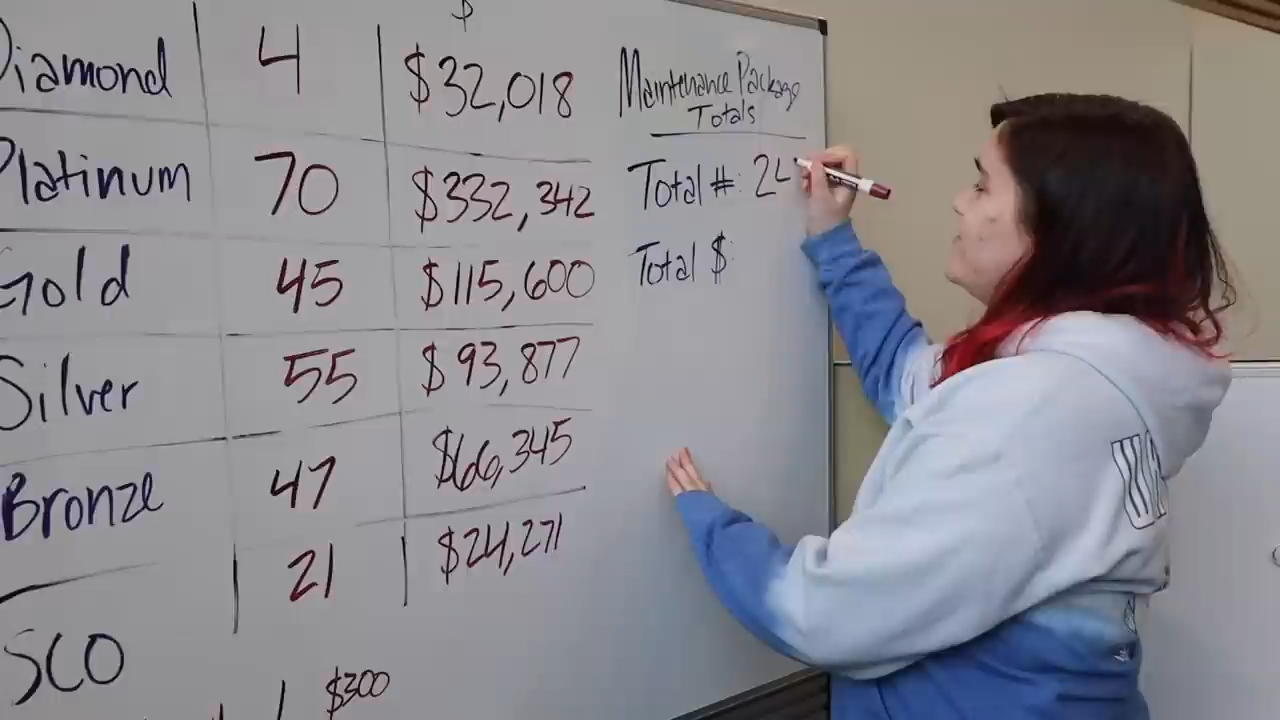 $
Diamond 4 $32,018
Platinum 70 $332,342
Gold 45 $115,600
Silver 55 $93,877
Bronze 47 $66,345
21 $24,271
SCO
$300
Maintenance Package
Totals
Total #: 24
Total $: